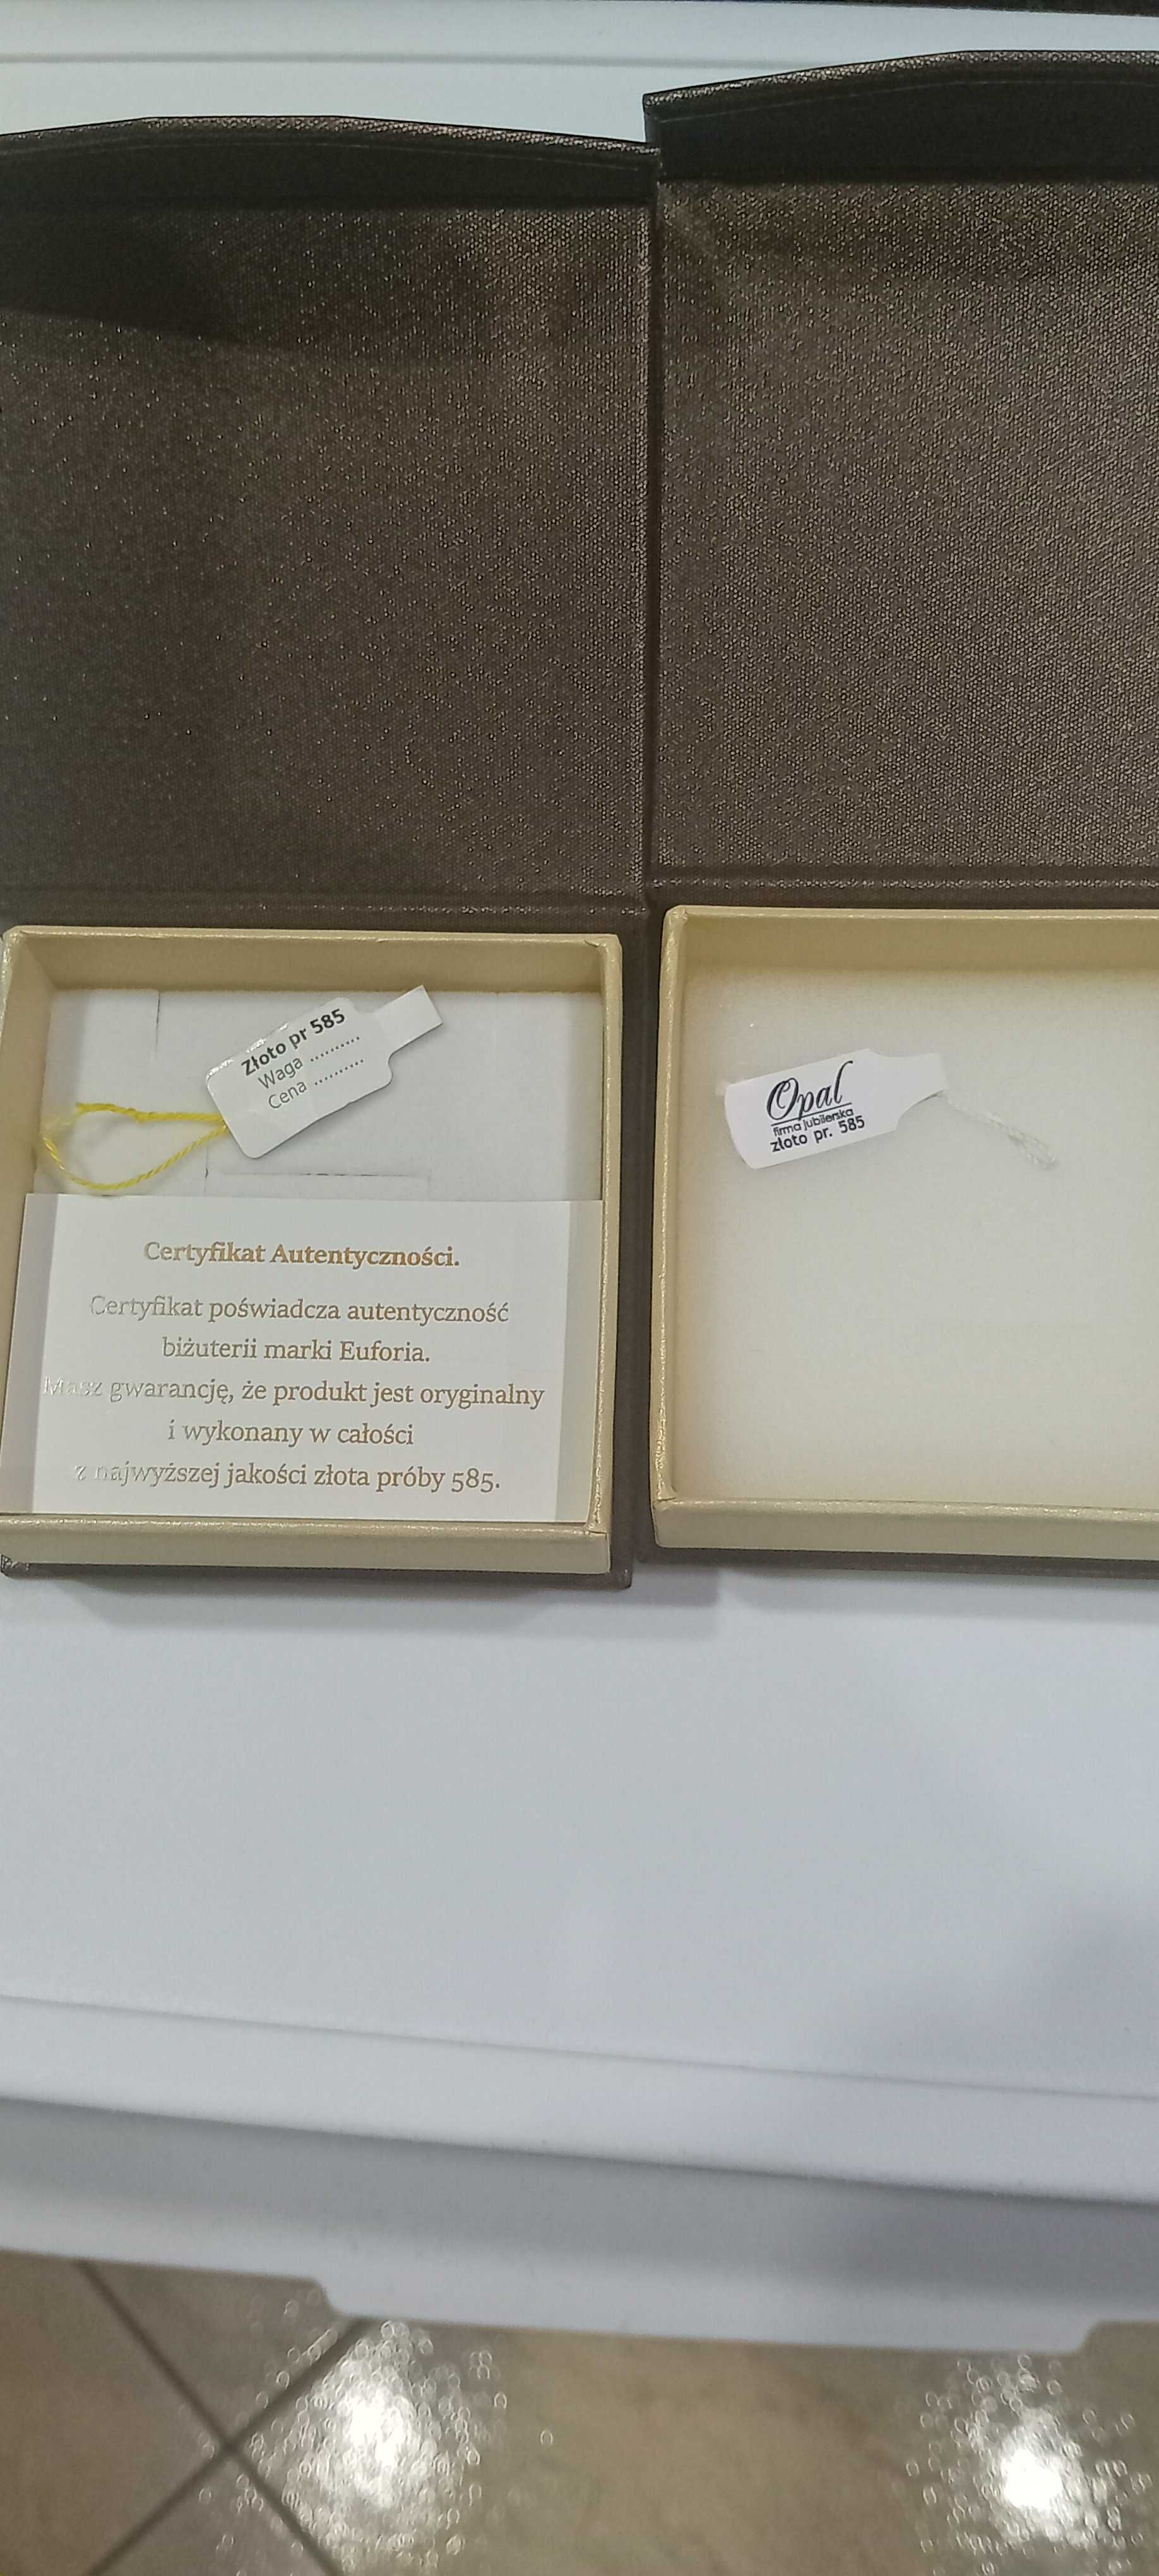 Złoto pr 585
Waga ..........
Cena ..........
Certyfikat Autentyczności.
Certyfikat poświadcza autentyczność
biżuterii marki Euforia.
Masz gwarancję, że produkt jest oryginalny
i wykonany w całości
z najwyższej jakości złota próby 585.
Opal
firma jubilerska
złoto pr. 585